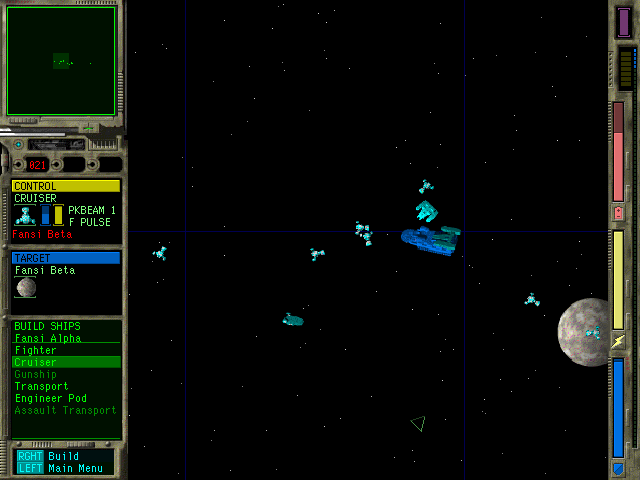 021
CONTROL
CRUISER
PKBEAM 1
F PULSE
Fansi Beta
TARGET
Fansi Beta
BUILD SHIPS
Fansi Alpha
Fighter
Cruiser
Gunship
Transport
Engineer Pod
Assault Transport
RGHT Build
LEFT Main Menu